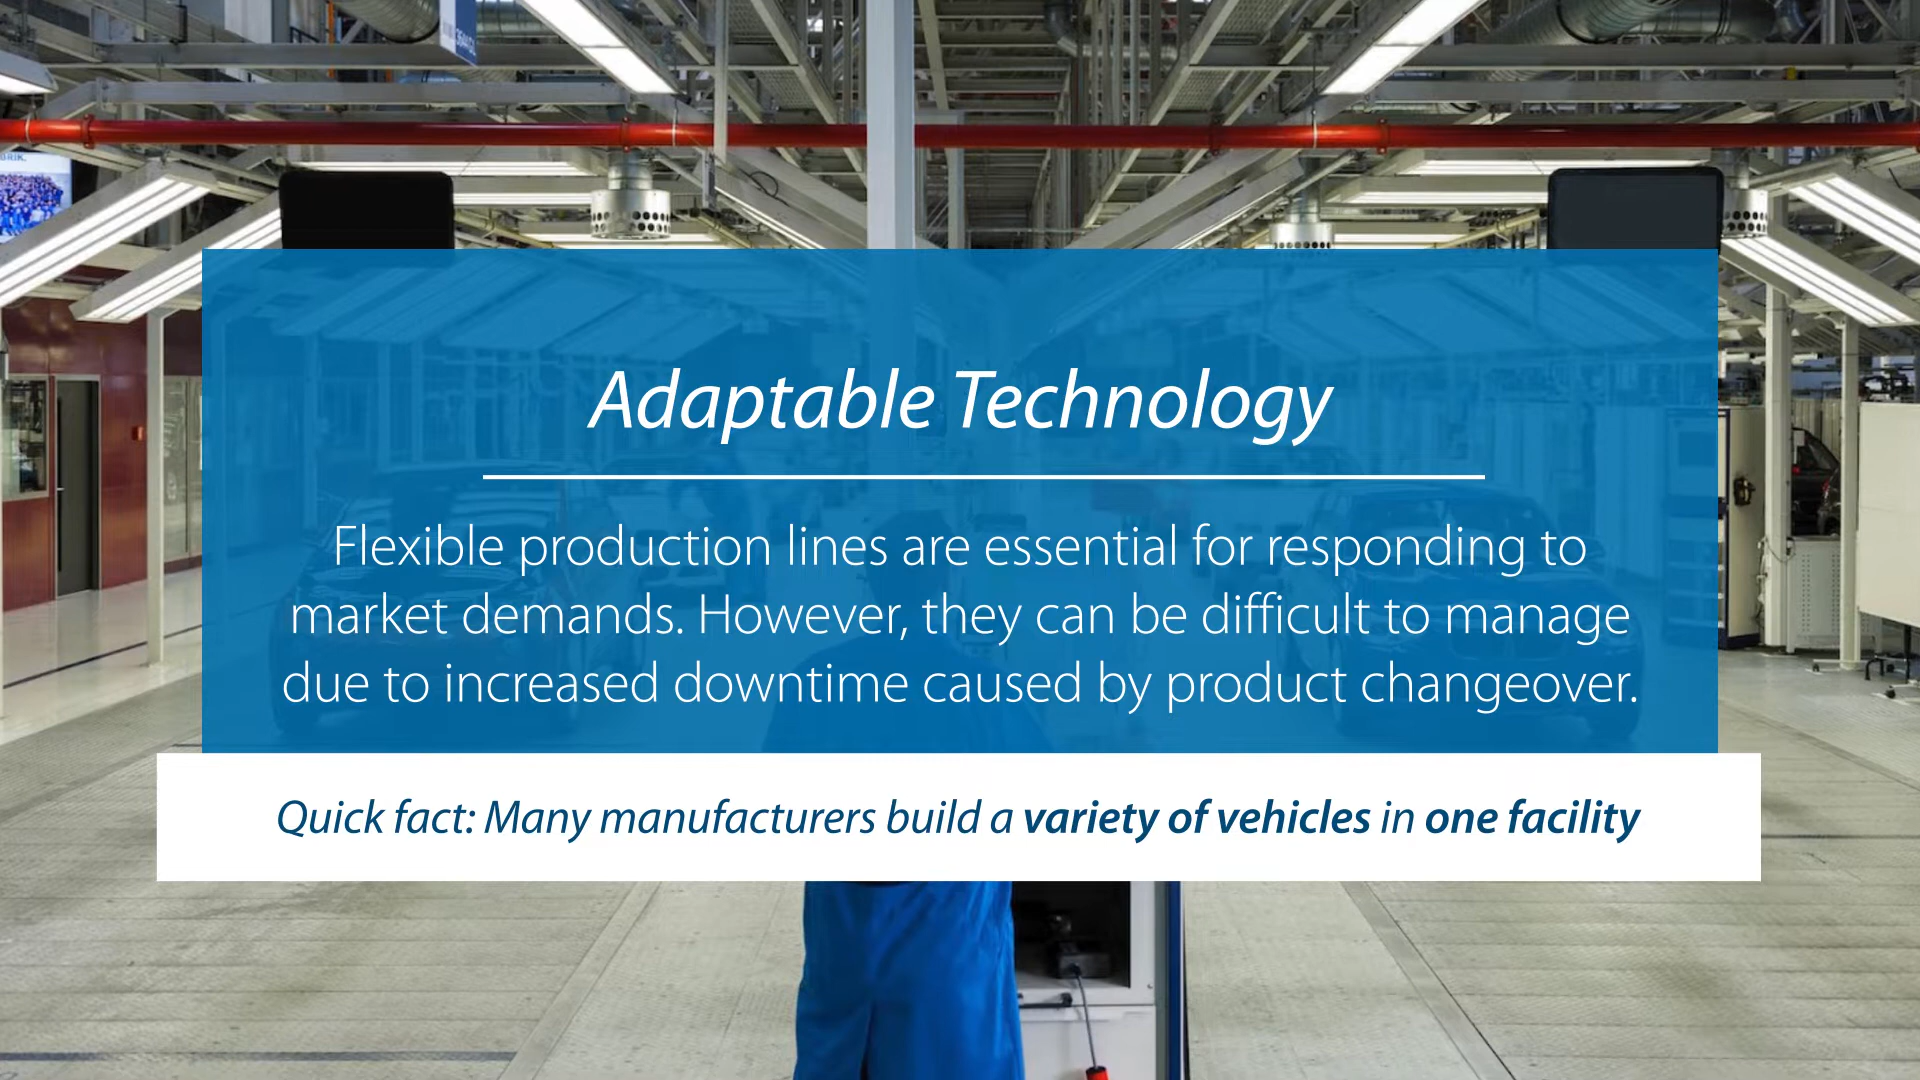 Adaptable Technology
Flexible production lines are essential for responding to
market demands. However, they can be difficult to manage
due to increased downtime caused by product changeover.
Quick fact: Many manufacturers build a variety of vehicles in one facility